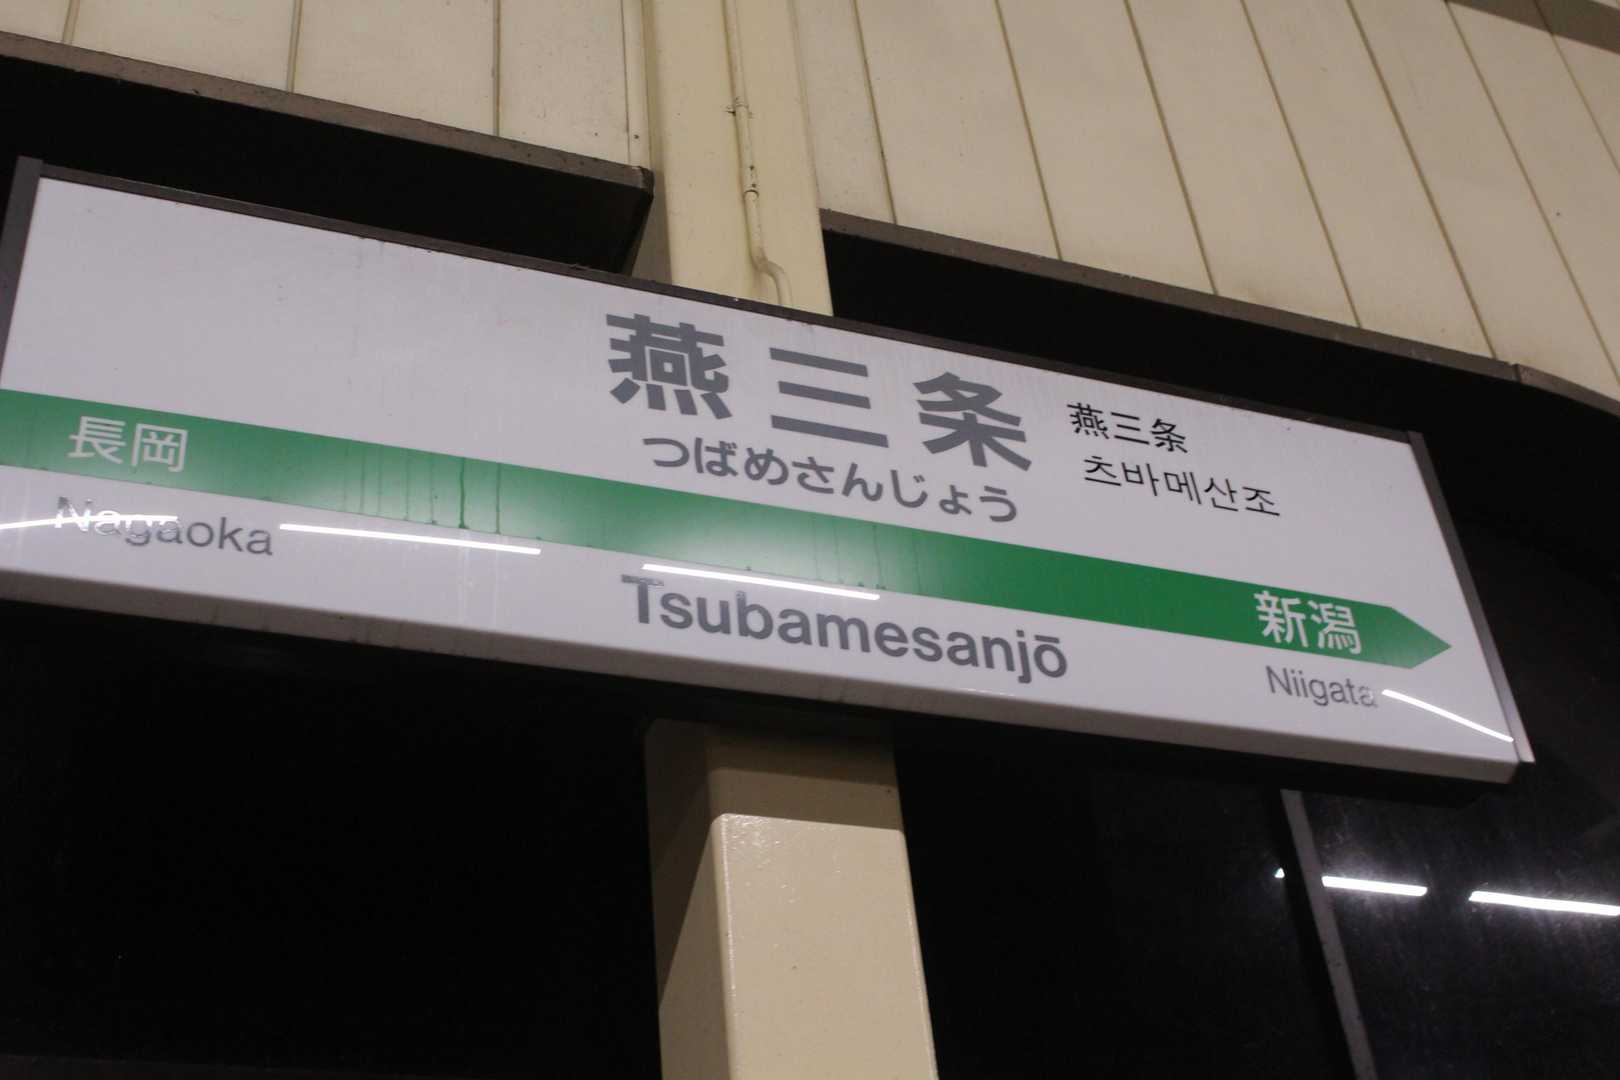 燕三条
つばめさんじょう
燕三条
츠바메산조
長岡
Nagaoka
Tsubamesanjō
新潟
Niigata